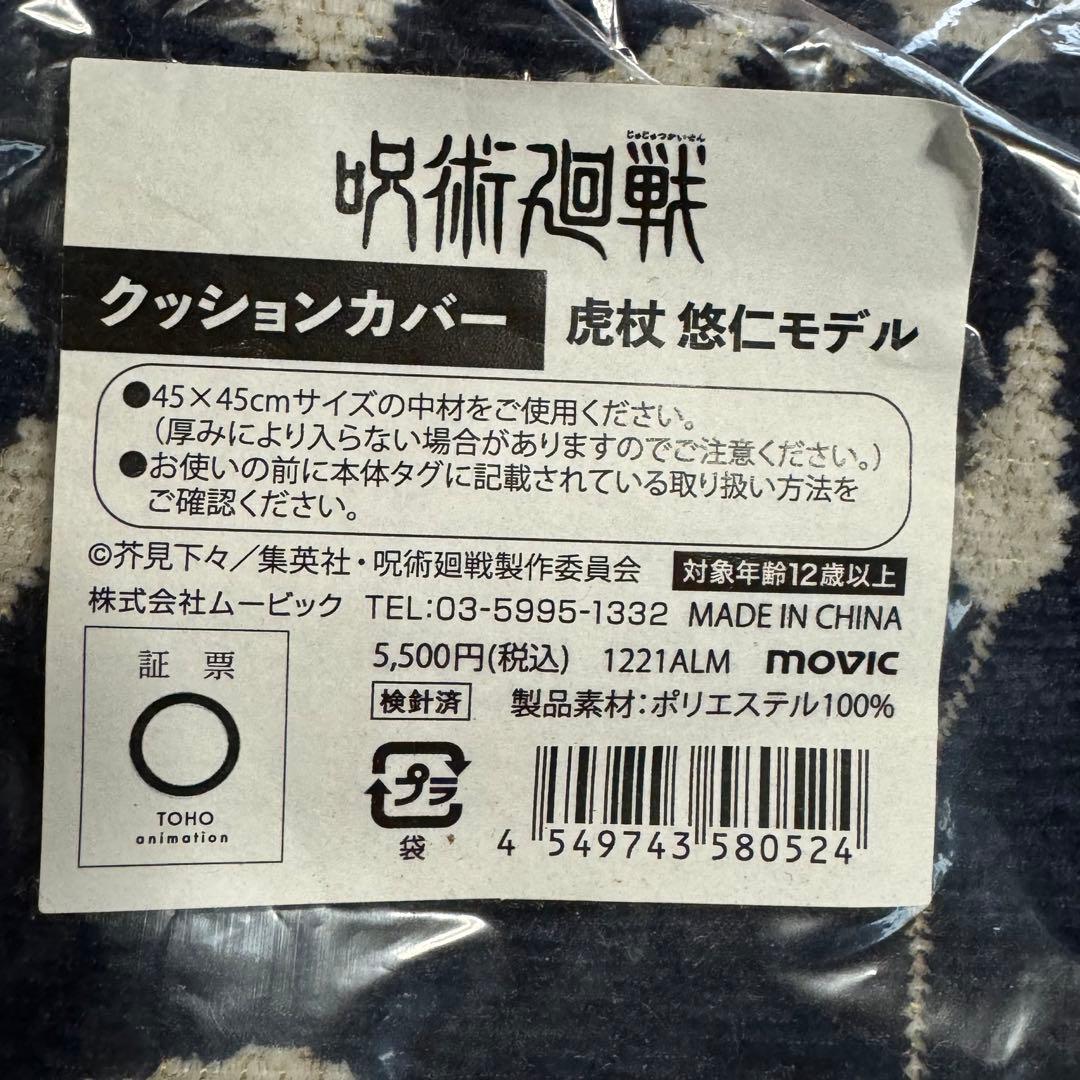 じゅじゅつかいせん
呪術廻戦
クッションカバー 虎杖 悠仁モデル
●45×45cmサイズの中材をご使用ください。
（厚みにより入らない場合がありますのでご注意ください。）
●お使いの前に本体タグに記載されている取り扱い方法を
ご確認ください。
©芥見下々／集英社・呪術廻戦製作委員会 対象年齢12歳以上
株式会社ムービック TEL:03-5995-1332 MADE IN CHINA
5,500円(税込) 1221ALM movic
検針済 製品素材：ポリエステル100%
証 票
TOHO
animation
プラ
袋
4 549743 580524